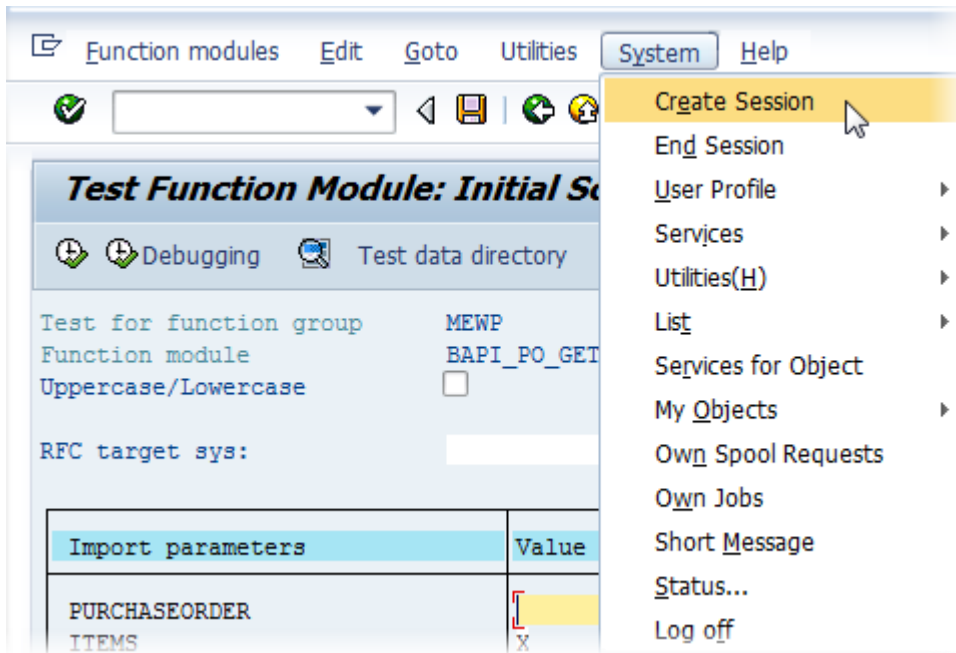 Function modules Edit Goto Utilities System Help
Create Session
End Session
User Profile
Services
Utilities(H)
List
Services for Object
My Objects
Own Spool Requests
Own Jobs
Short Message
Status...
Log off
Test Function Module: Initial
Debugging Test data directory
Test for function group MEWP
Function module BAPI_PO_GET
Uppercase/Lowercase
RFC target sys:
Import parameters Value
PURCHASEORDER
ITEMS X